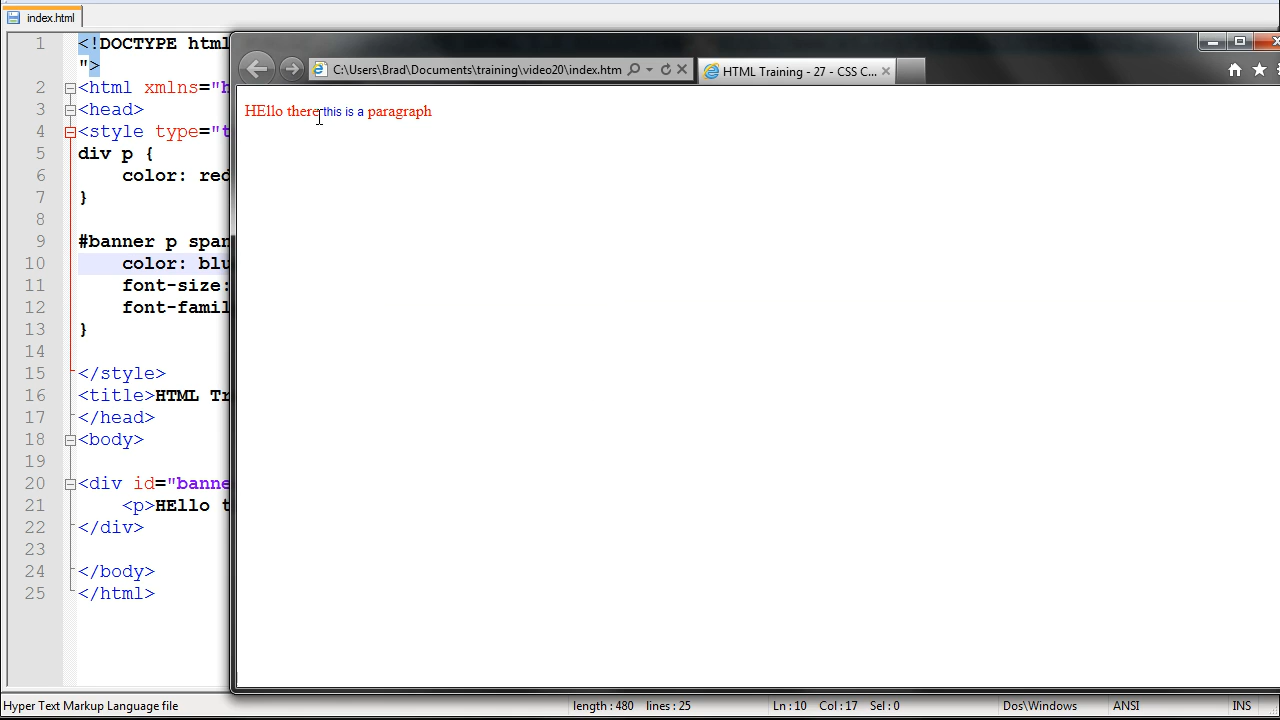 index.html
1 <!DOCTYPE html
">
2 <html xmlns="h
3 <head>
4 <style type="t
5 div p {
6 color: red
7 }
8
9 #banner p span
10 color: blu
11 font-size:
12 font-famil
13 }
14
15 </style>
16 <title>HTML Tr
17 </head>
18 <body>
19
20 <div id="banne
21 <p>HEllo t
22 </div>
23
24 </body>
25 </html>
C:\Users\Brad\Documents\training\video20\index.htm
HTML Training - 27 - CSS C...
HEllo there this is a paragraph
Hyper Text Markup Language file length : 480 lines : 25 Ln : 10 Col : 17 Sel : 0 Dos\Windows ANSI INS